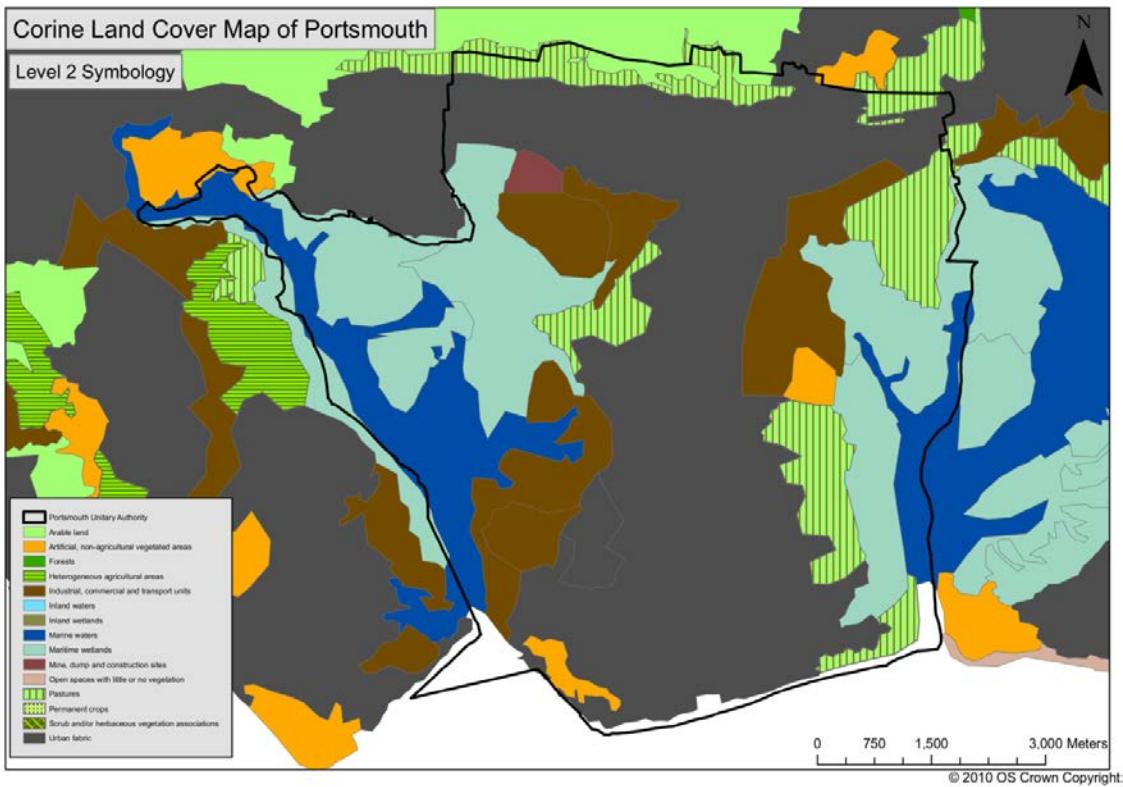 Corine Land Cover Map of Portsmouth
Level 2 Symbology
N
Portsmouth Unitary Authority
Arable land
Artificial, non-agricultural vegetated areas
Forests
Heterogeneous agricultural areas
Industrial, commercial and transport units
Inland waters
Inland wetlands
Marine waters
Maritime wetlands
Mine, dump and construction sites
Open spaces with little or no vegetation
Pastures
Permanent crops
Scrub and/or herbaceous vegetation associations
Urban fabric
0 750 1,500 3,000 Meters
© 2010 OS Crown Copyright: